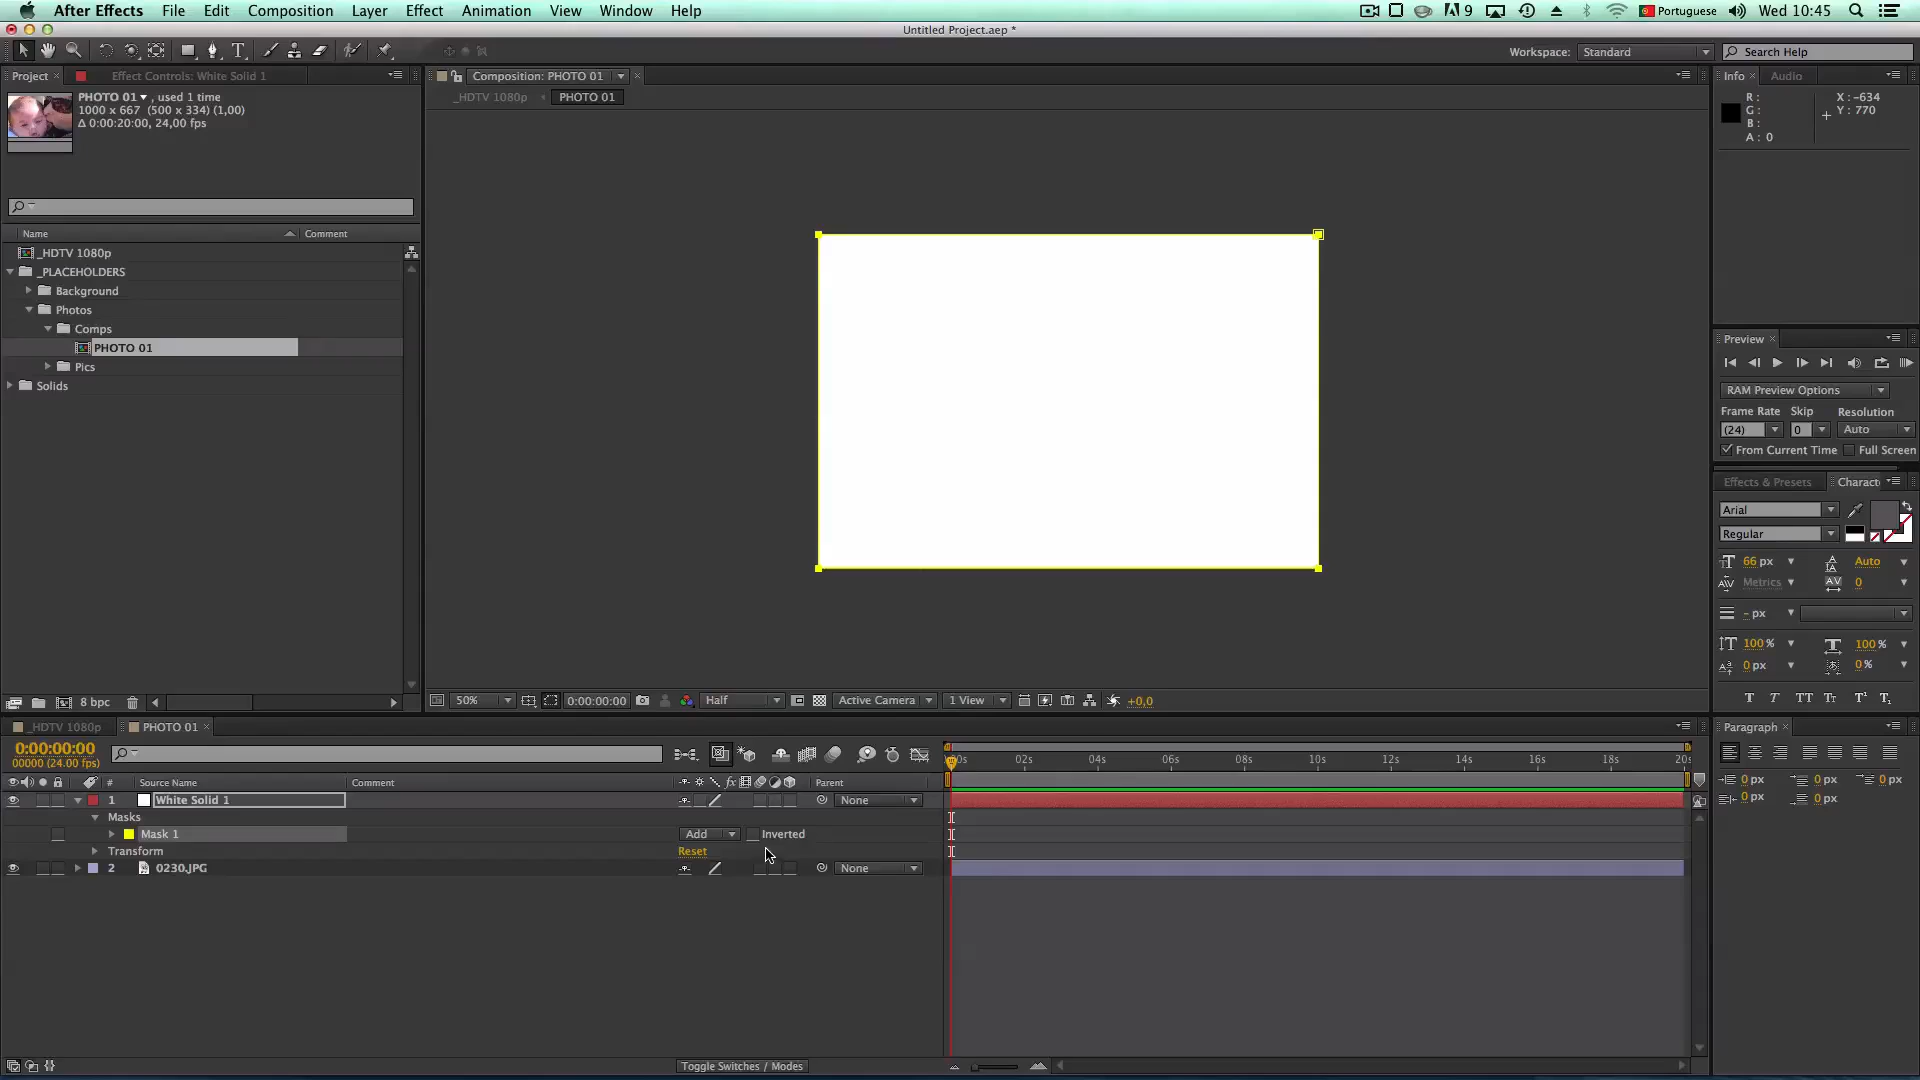 After Effects File Edit Composition Layer Effect Animation View Window Help 9 Portuguese Wed 10:45
Untitled Project.aep *
Workspace: Standard Search Help
Project Effect Controls: White Solid 1 Composition: PHOTO 01 Info Audio
PHOTO 01 , used 1 time
1000 x 667 (500 x 334) (1,00)
Δ 0:00:20:00, 24,00 fps
_HDTV 1080p PHOTO 01
R:
G:
B:
A: 0
X: -634
Y: 770
Name Comment
_HDTV 1080p
_PLACEHOLDERS
Background
Photos
Comps
PHOTO 01
Pics
Solids
Preview
RAM Preview Options
Frame Rate Skip Resolution
(24) 0 Auto
From Current Time Full Screen
Effects & Presets Charact
Arial
Regular
66 px Auto
Metrics 0
- px
100 % 100 %
0 px 0 %
T T TT Tr T¹ T₁
8 bpc
50% 0:00:00:00 Half Active Camera 1 View +0,0
_HDTV 1080p PHOTO 01 Paragraph
0:00:00:00
00000 (24.00 fps)
00s 02s 04s 06s 08s 10s 12s 14s 16s 18s 20s
# Source Name Comment fx Parent
1 White Solid 1 None
Masks
Mask 1 Add Inverted
Transform Reset
2 0230.JPG None
0 px 0 px 0 px
0 px 0 px
Toggle Switches / Modes